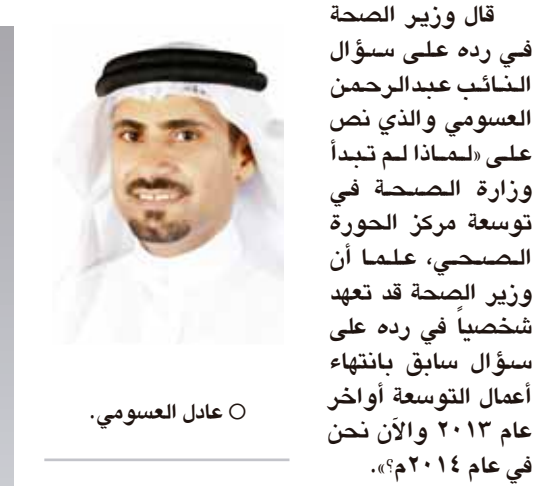 قال وزير الصحة
في رده على سؤال
النائب عبدالرحمن
العسومي والذي نص
على «لماذا لم تبدأ
وزارة الصحة في
توسعة مركز الحورة
الصحي، علما أن
وزير الصحة قد تعهد
شخصياً في رده على
سؤال سابق بانتهاء
أعمال التوسعة أواخر
عام ٢٠١٣ والآن نحن
في عام ٢٠١٤م؟».
○ عادل العسومي.